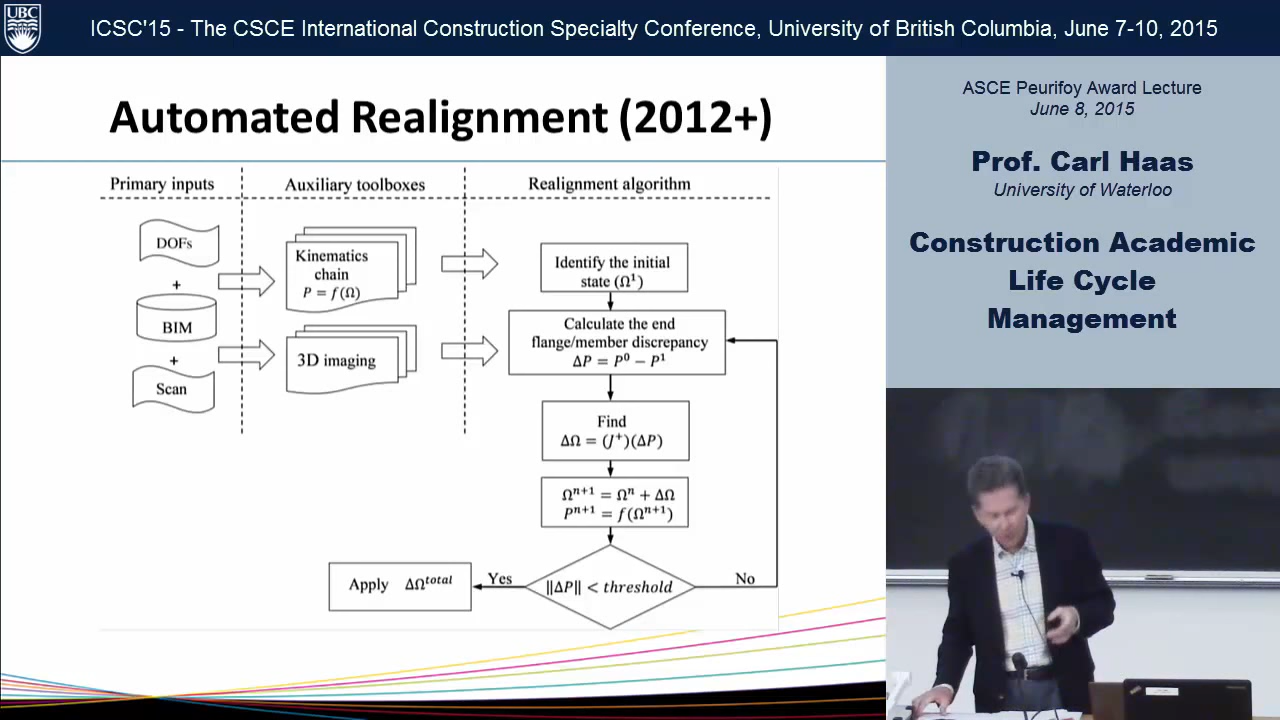 UBC
ICSC'15 - The CSCE International Construction Specialty Conference, University of British Columbia, June 7-10, 2015
Automated Realignment (2012+)
Primary inputs
Auxiliary toolboxes
Realignment algorithm
DOFs
+
BIM
+
Scan
Kinematics
chain
P = f(Ω)
3D imaging
Identify the initial
state (Ω¹)
Calculate the end
flange/member discrepancy
ΔP = P⁰ − P¹
Find
ΔΩ = (J⁺)(ΔP)
Ωⁿ⁺¹ = Ωⁿ + ΔΩ
Pⁿ⁺¹ = f(Ωⁿ⁺¹)
‖ΔP‖ < threshold
Yes
No
Apply ΔΩᵗᵒᵗᵃˡ
ASCE Peurifoy Award Lecture
June 8, 2015
Prof. Carl Haas
University of Waterloo
Construction Academic
Life Cycle
Management